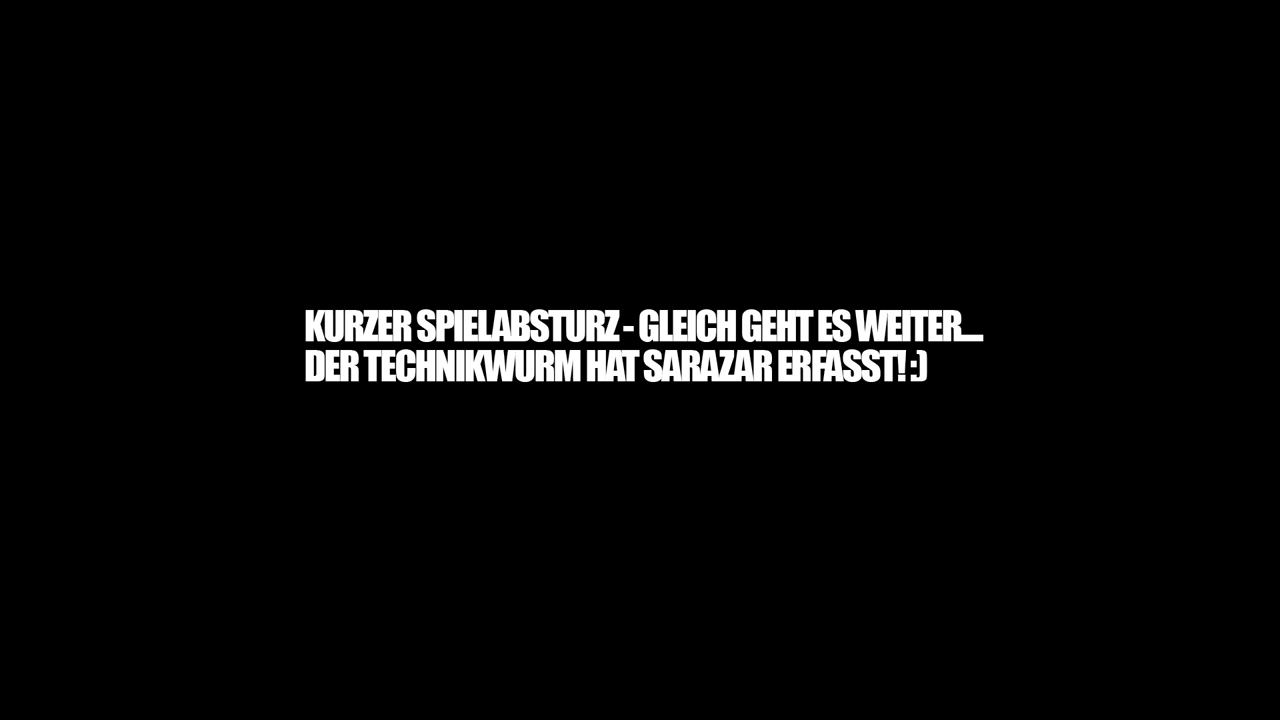 KURZER SPIELABSTURZ - GLEICH GEHT ES WEITER...
DER TECHNIKWURM HAT SARAZAR ERFASST! :)